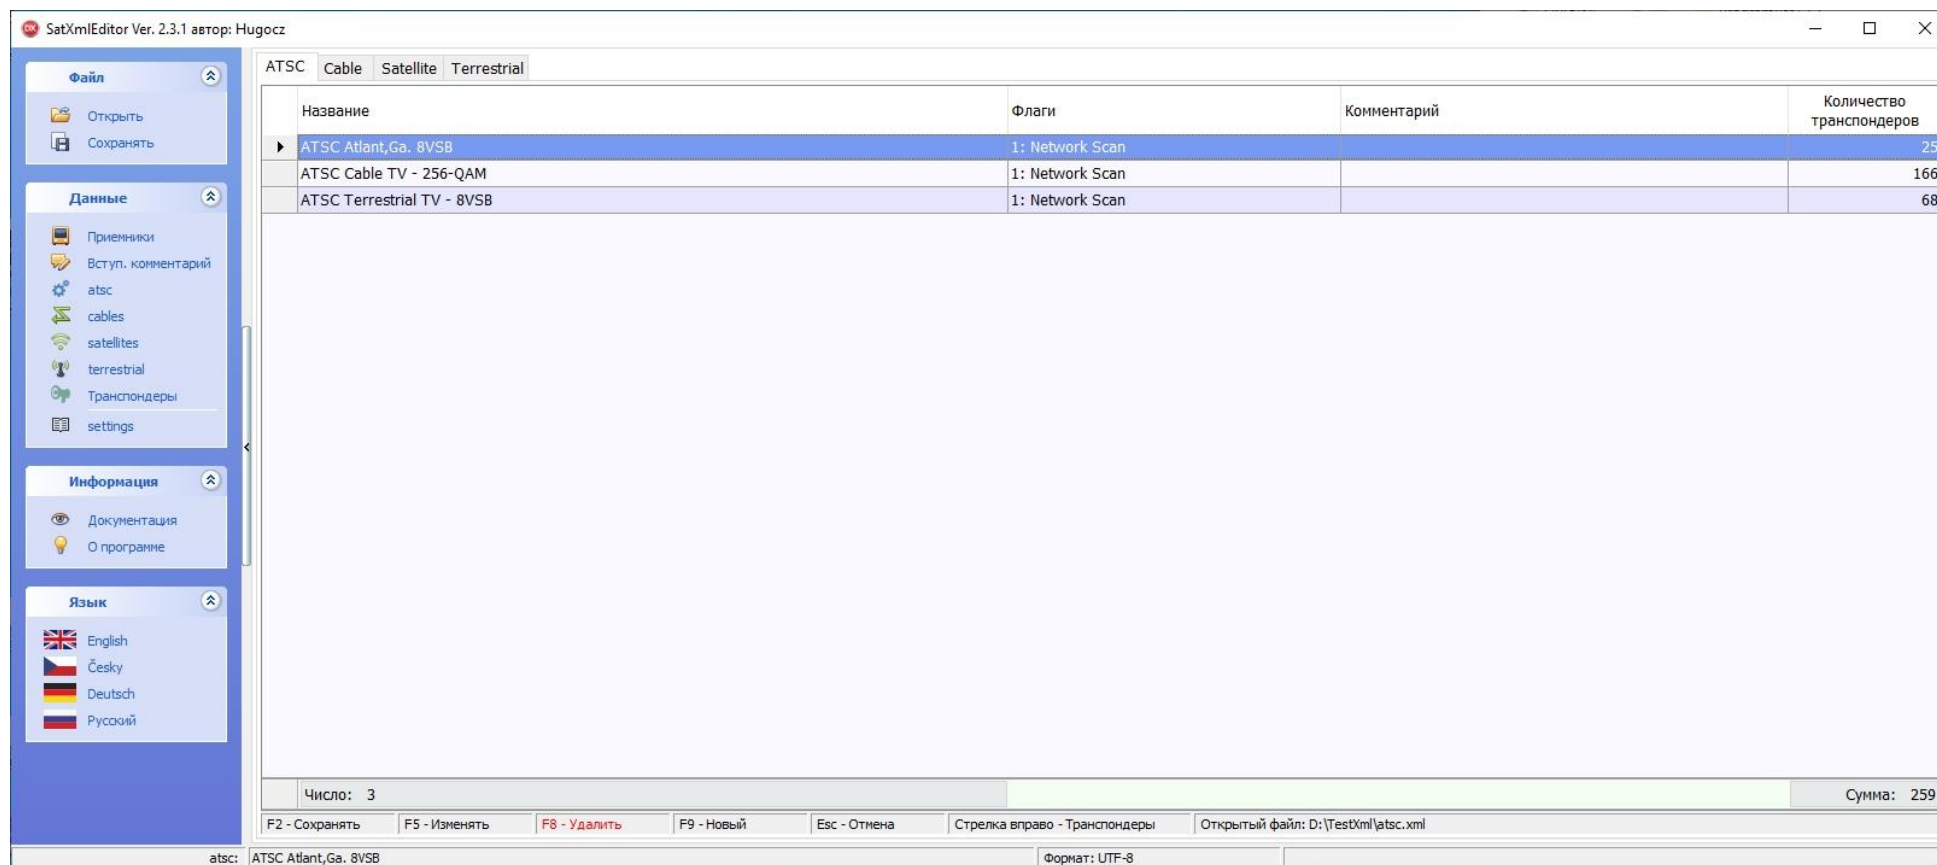 SatXmlEditor Ver. 2.3.1 автор: Hugocz
Файл
Открыть
Сохранять
Данные
Приемники
Вступ. комментарий
atsc
cables
satellites
terrestrial
Транспондеры
settings
Информация
Документация
О программе
Язык
English
Česky
Deutsch
Русский
ATSC Cable Satellite Terrestrial
Название Флаги Комментарий Количество транспондеров
ATSC Atlant,Ga. 8VSB 1: Network Scan 25
ATSC Cable TV - 256-QAM 1: Network Scan 166
ATSC Terrestrial TV - 8VSB 1: Network Scan 68
Число: 3 Сумма: 259
F2 - Сохранять F5 - Изменять F8 - Удалить F9 - Новый Esc - Отмена Стрелка вправо - Транспондеры Открытый файл: D:\TestXml\atsc.xml
atsc: ATSC Atlant,Ga. 8VSB Формат: UTF-8